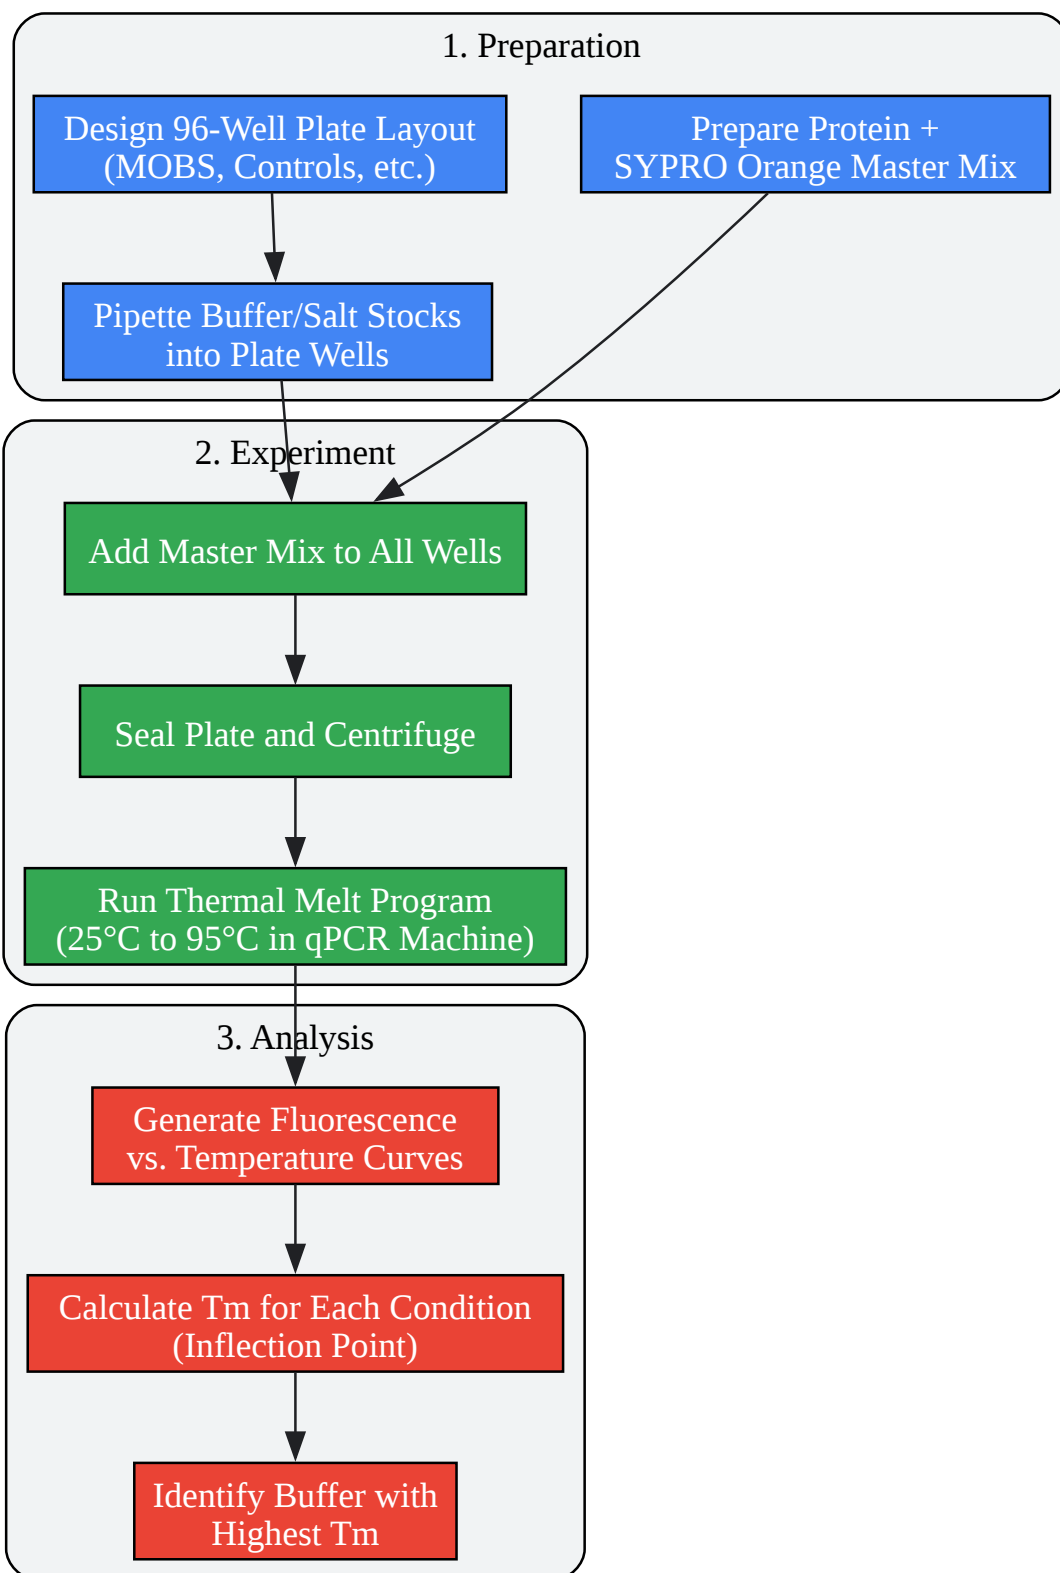 1. Preparation
Design 96-Well Plate Layout
(MOBS, Controls, etc.)
Prepare Protein +
SYPRO Orange Master Mix
Pipette Buffer/Salt Stocks
into Plate Wells
2. Experiment
Add Master Mix to All Wells
Seal Plate and Centrifuge
Run Thermal Melt Program
(25°C to 95°C in qPCR Machine)
3. Analysis
Generate Fluorescence
vs. Temperature Curves
Calculate Tm for Each Condition
(Inflection Point)
Identify Buffer with
Highest Tm